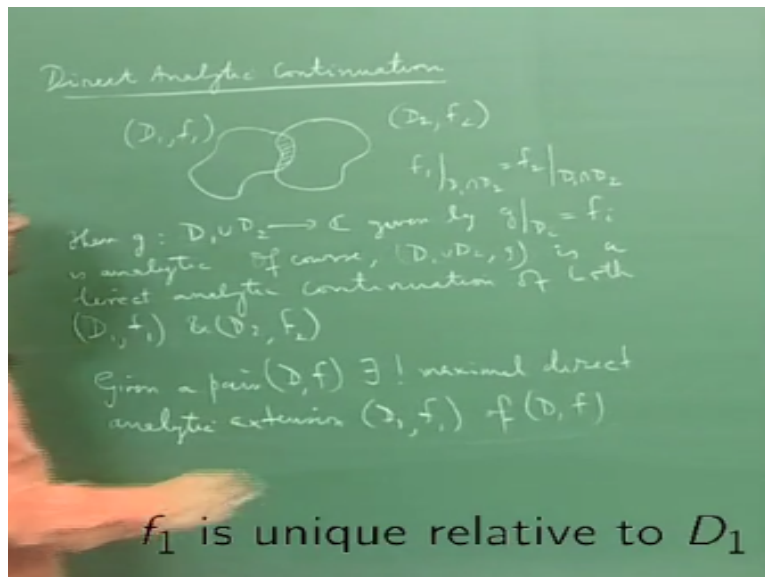 Direct Analytic Continuation
(D₁, f₁) (D₂, f₂)
f₁|_{D₁∩D₂} = f₂|_{D₁∩D₂}
then g : D₁∪D₂ ⟶ ℂ given by g|_{Dᵢ} = fᵢ
is analytic Of course, (D₁∪D₂, g) is a
direct analytic continuation of both
(D₁, f₁) & (D₂, f₂)
Given a pair (D, f) ∃! maximal direct
analytic extension (D₁, f₁) of (D, f)
f₁ is unique relative to D₁